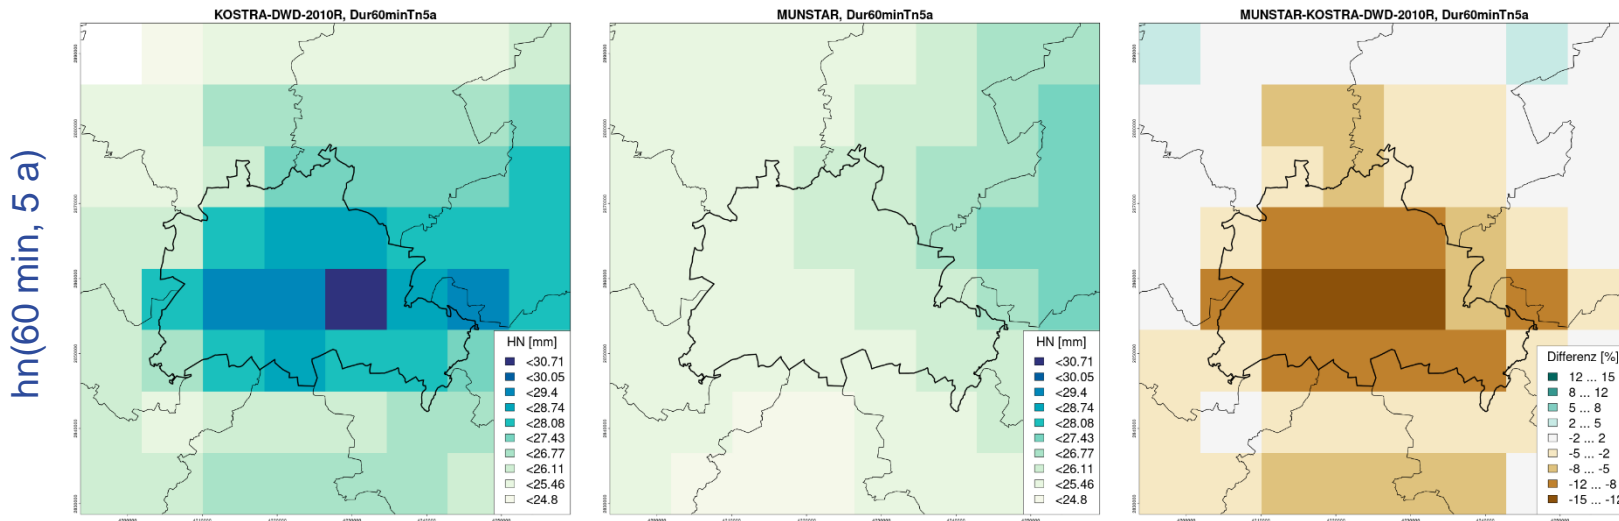 hn(60 min, 5 a)
KOSTRA-DWD-2010R, Dur60minTn5a
HN [mm]
<30.71
<30.05
<29.4
<28.74
<28.08
<27.43
<26.77
<26.11
<25.46
<24.8
MUNSTAR, Dur60minTn5a
HN [mm]
<30.71
<30.05
<29.4
<28.74
<28.08
<27.43
<26.77
<26.11
<25.46
<24.8
MUNSTAR-KOSTRA-DWD-2010R, Dur60minTn5a
Differenz [%]
12 ... 15
8 ... 12
5 ... 8
2 ... 5
-2 ... 2
-5 ... -2
-8 ... -5
-12 ... -8
-15 ... -12